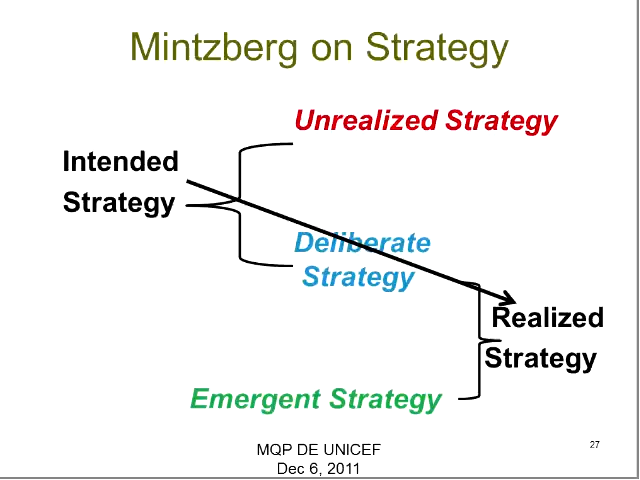 Mintzberg on Strategy
Unrealized Strategy
Intended
Strategy
Deliberate
Strategy
Realized
Strategy
Emergent Strategy
MQP DE UNICEF
Dec 6, 2011
27